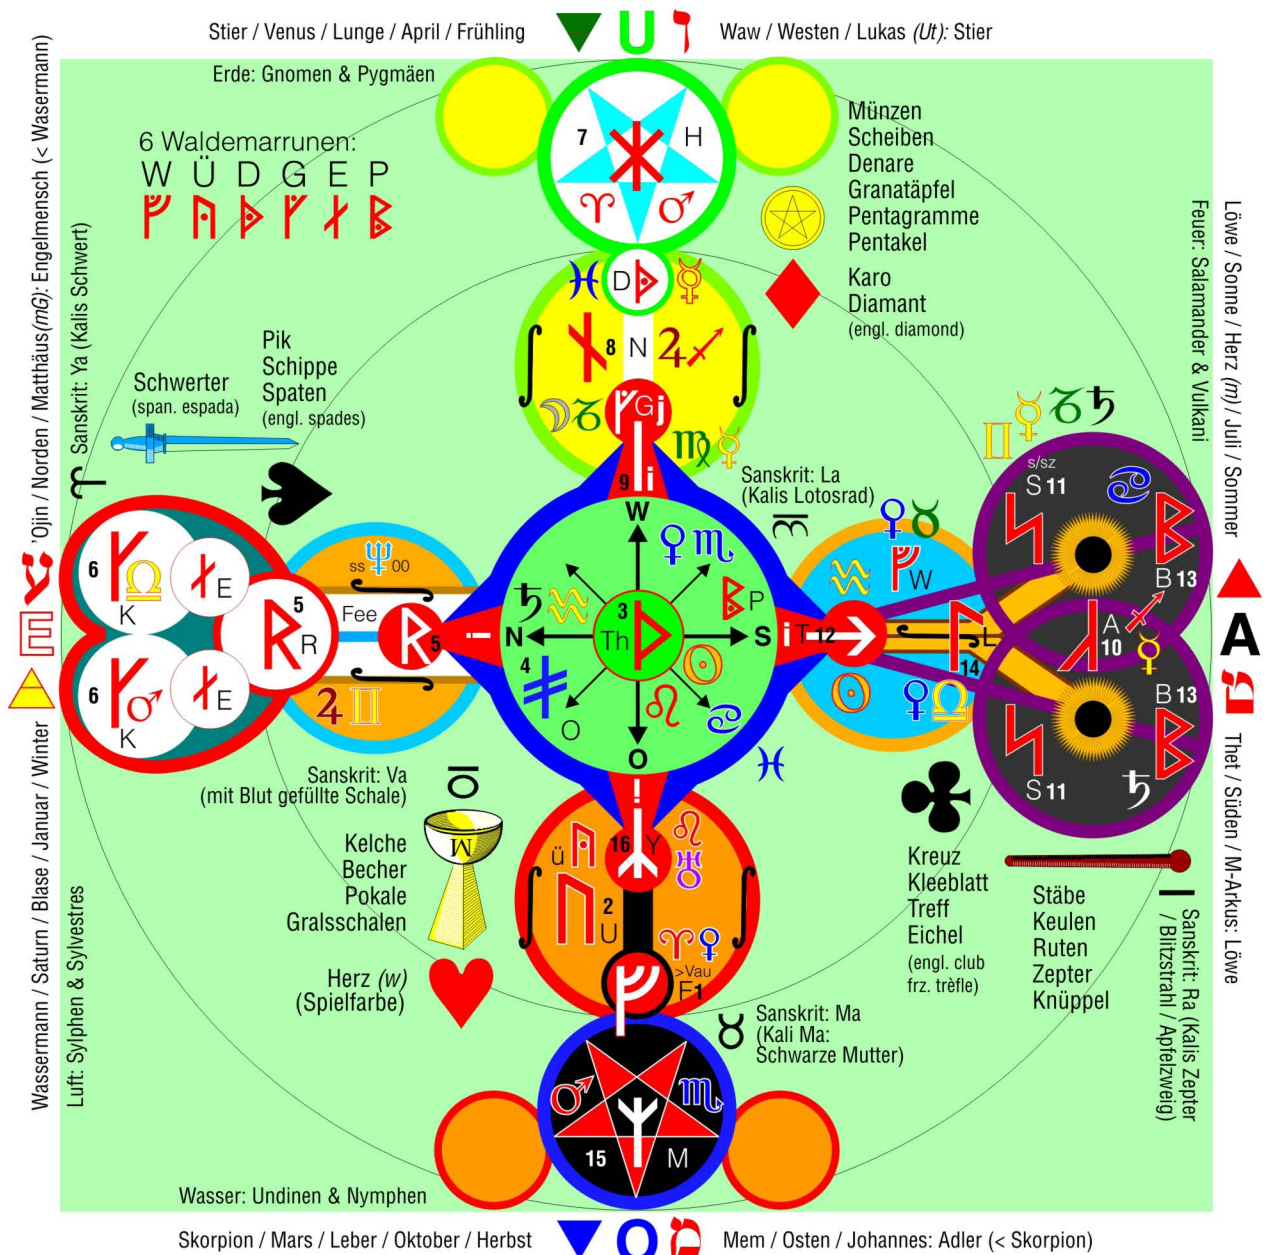 Stier / Venus / Lunge / April / Frühling
U
ו
Waw / Westen / Lukas (Ut): Stier
Erde: Gnomen & Pygmäen
6 Waldemarrunen:
W Ü D G E P
7
H
♈ ♂
Münzen
Scheiben
Denare
Granatäpfel
Pentagramme
Pentakel
Karo
Diamant
(engl. diamond)
'Ojin / Norden / Matthäus(mG): Engelmensch (< Wasermann)
Sanskrit: Ya (Kalis Schwert)
Schwerter
(span. espada)
Pik
Schippe
Spaten
(engl. spades)
♓ D ☿
8 N ♃ ♐
☽ ♑ G j
♍ ☿
9 i
Sanskrit: La
(Kalis Lotosrad)
Löwe / Sonne / Herz (m) / Juli / Sommer
Feuer: Salamander & Vulkani
♊ ☿ ♑ ♄
s/sz
S 11
♋
B 13
♀ ♉
♒ W
6 ♎
K
E
5
R
ss ♆ 00
Fee
5
i
♃ ♊
6 ♂
K
E
W
♀ ♏
♄ ♒
3
Th
P
N
S
4
O
☉
♌
♋
O
i T 12
L
14
☉ ♀ ♎
A
10
♐
☿
B 13
S 11
♄
♓
E
ע
A
Wassermann / Saturn / Blase / Januar / Winter
Luft: Sylphen & Sylvestres
Sanskrit: Va
(mit Blut gefüllte Schale)
Kelche
Becher
Pokale
Gralsschalen
M
Herz (w)
(Spielfarbe)
!
16 Y ♌
ü
♅
2
U
♈ ♀
>Vau
F1
Sanskrit: Ma
(Kali Ma:
Schwarze Mutter)
Kreuz
Kleeblatt
Treff
Eichel
(engl. club
frz. trèfle)
Stäbe
Keulen
Ruten
Zepter
Knüppel
Thet / Süden / M-Arkus: Löwe
Sanskrit: Ra (Kalis Zepter
/ Blitzstrahl / Apfelzweig)
♂ ♏
15 M
Wasser: Undinen & Nymphen
Skorpion / Mars / Leber / Oktober / Herbst
O
מ
Mem / Osten / Johannes: Adler (< Skorpion)